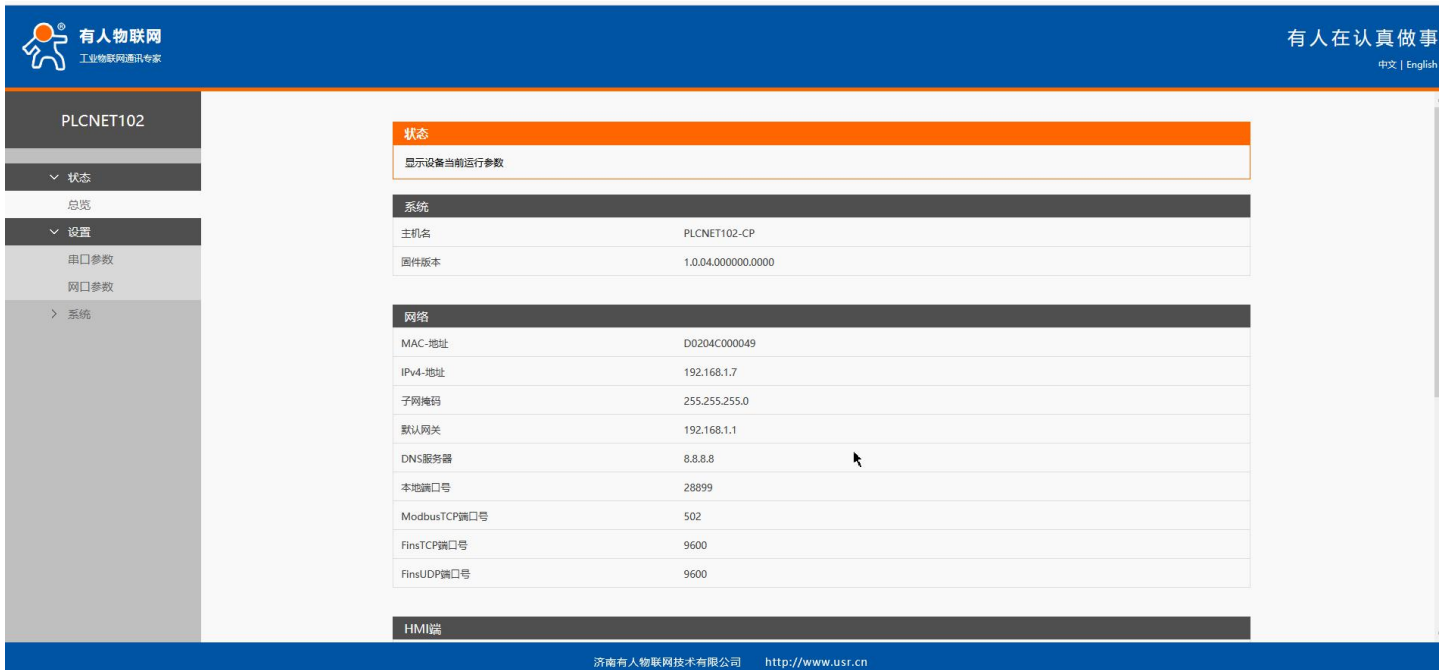 有人物联网
工业物联网通讯专家
有人在认真做事
中文 | English
PLCNET102
状态
总览
设置
串口参数
网口参数
系统
状态
显示设备当前运行参数
系统
主机名 PLCNET102-CP
固件版本 1.0.04.000000.0000
网络
MAC-地址 D0204C000049
IPv4-地址 192.168.1.7
子网掩码 255.255.255.0
默认网关 192.168.1.1
DNS服务器 8.8.8.8
本地端口号 28899
ModbusTCP端口号 502
FinsTCP端口号 9600
FinsUDP端口号 9600
HMI端
济南有人物联网技术有限公司 http://www.usr.cn